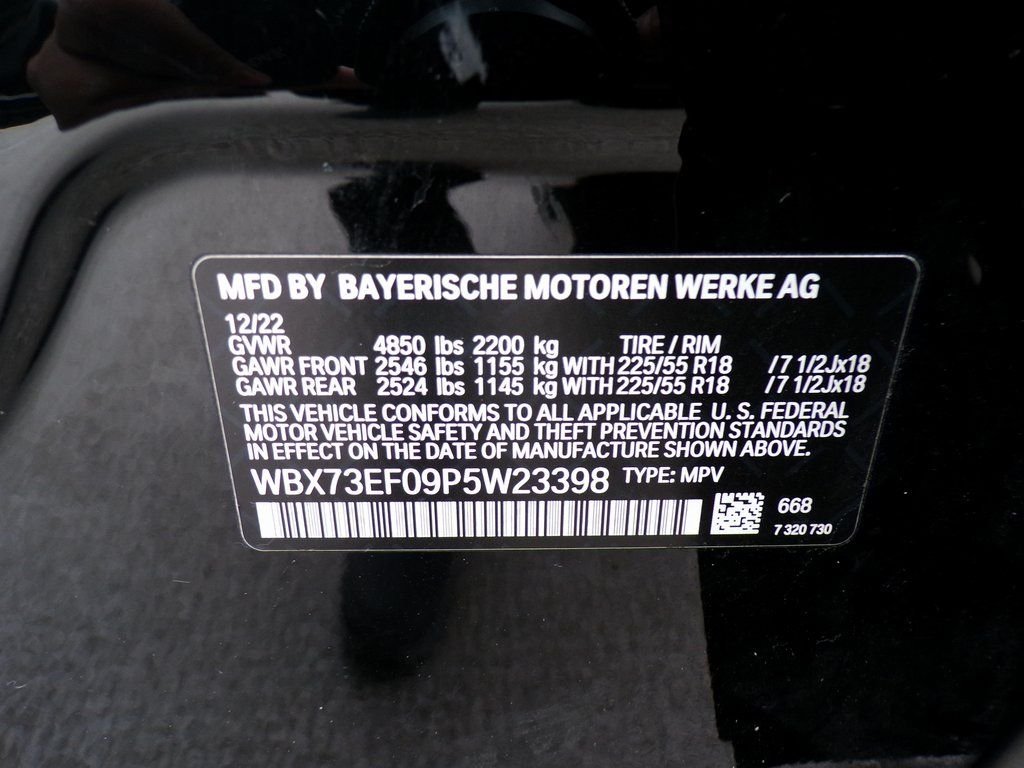 MFD BY BAYERISCHE MOTOREN WERKE AG
12/22
GVWR 4850 lbs 2200 kg TIRE / RIM
GAWR FRONT 2546 lbs 1155 kg WITH 225/55 R18 /7 1/2Jx18
GAWR REAR 2524 lbs 1145 kg WITH 225/55 R18 /7 1/2Jx18
THIS VEHICLE CONFORMS TO ALL APPLICABLE U. S. FEDERAL
MOTOR VEHICLE SAFETY AND THEFT PREVENTION STANDARDS
IN EFFECT ON THE DATE OF MANUFACTURE SHOWN ABOVE.
WBX73EF09P5W23398 TYPE: MPV
668
7 320 730